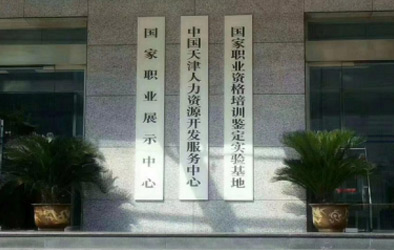 国家职业展示中心
中国天津人力资源开发服务中心
国家职业资格培训鉴定实验基地